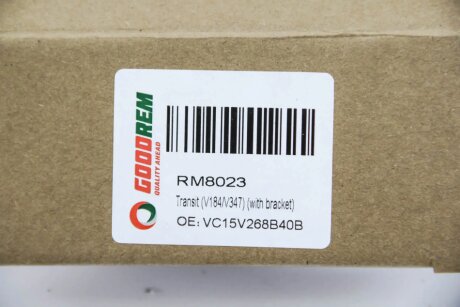 GOODREM
QUALITY AHEAD
RM8023
Transit (V184/V347) (with bracket)
OE: VC15V268B40B